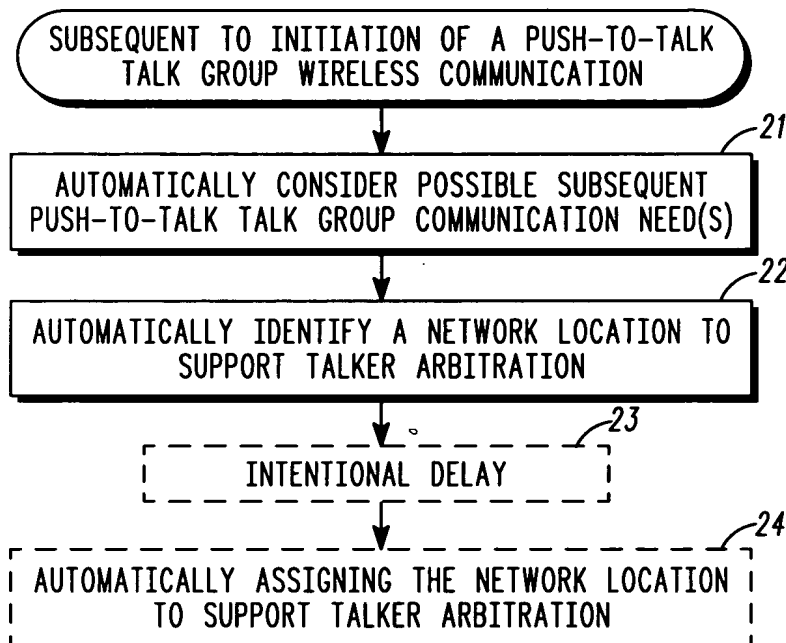 SUBSEQUENT TO INITIATION OF A PUSH-TO-TALK
TALK GROUP WIRELESS COMMUNICATION
21
AUTOMATICALLY CONSIDER POSSIBLE SUBSEQUENT
PUSH-TO-TALK TALK GROUP COMMUNICATION NEED(S)
22
AUTOMATICALLY IDENTIFY A NETWORK LOCATION TO
SUPPORT TALKER ARBITRATION
23
INTENTIONAL DELAY
24
AUTOMATICALLY ASSIGNING THE NETWORK LOCATION
TO SUPPORT TALKER ARBITRATION